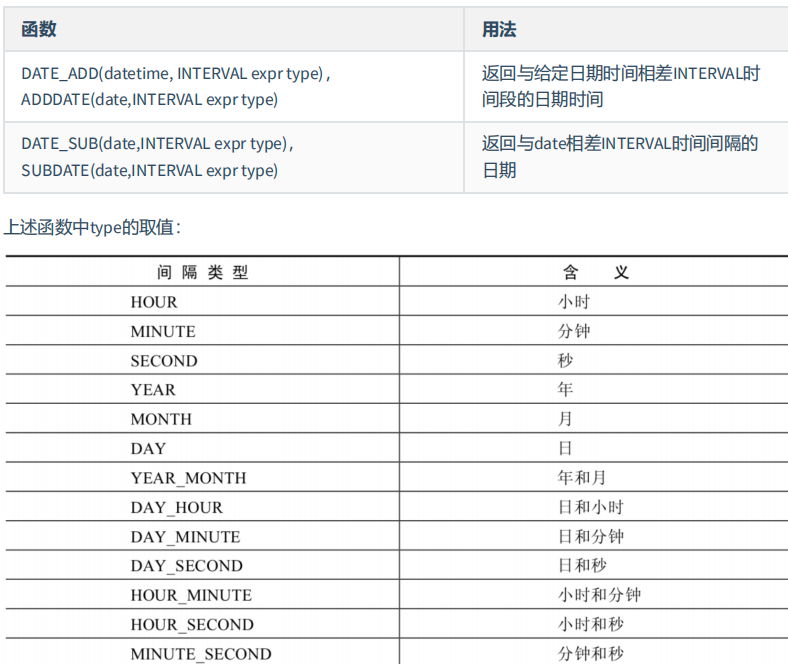 函数 用法
DATE_ADD(datetime, INTERVAL expr type), 返回与给定日期时间相差INTERVAL时
ADDDATE(date,INTERVAL expr type) 间段的日期时间
DATE_SUB(date,INTERVAL expr type), 返回与date相差INTERVAL时间间隔的
SUBDATE(date,INTERVAL expr type) 日期
上述函数中type的取值:
间 隔 类 型 含 义
HOUR 小时
MINUTE 分钟
SECOND 秒
YEAR 年
MONTH 月
DAY 日
YEAR_MONTH 年和月
DAY_HOUR 日和小时
DAY_MINUTE 日和分钟
DAY_SECOND 日和秒
HOUR_MINUTE 小时和分钟
HOUR_SECOND 小时和秒
MINUTE_SECOND 分钟和秒